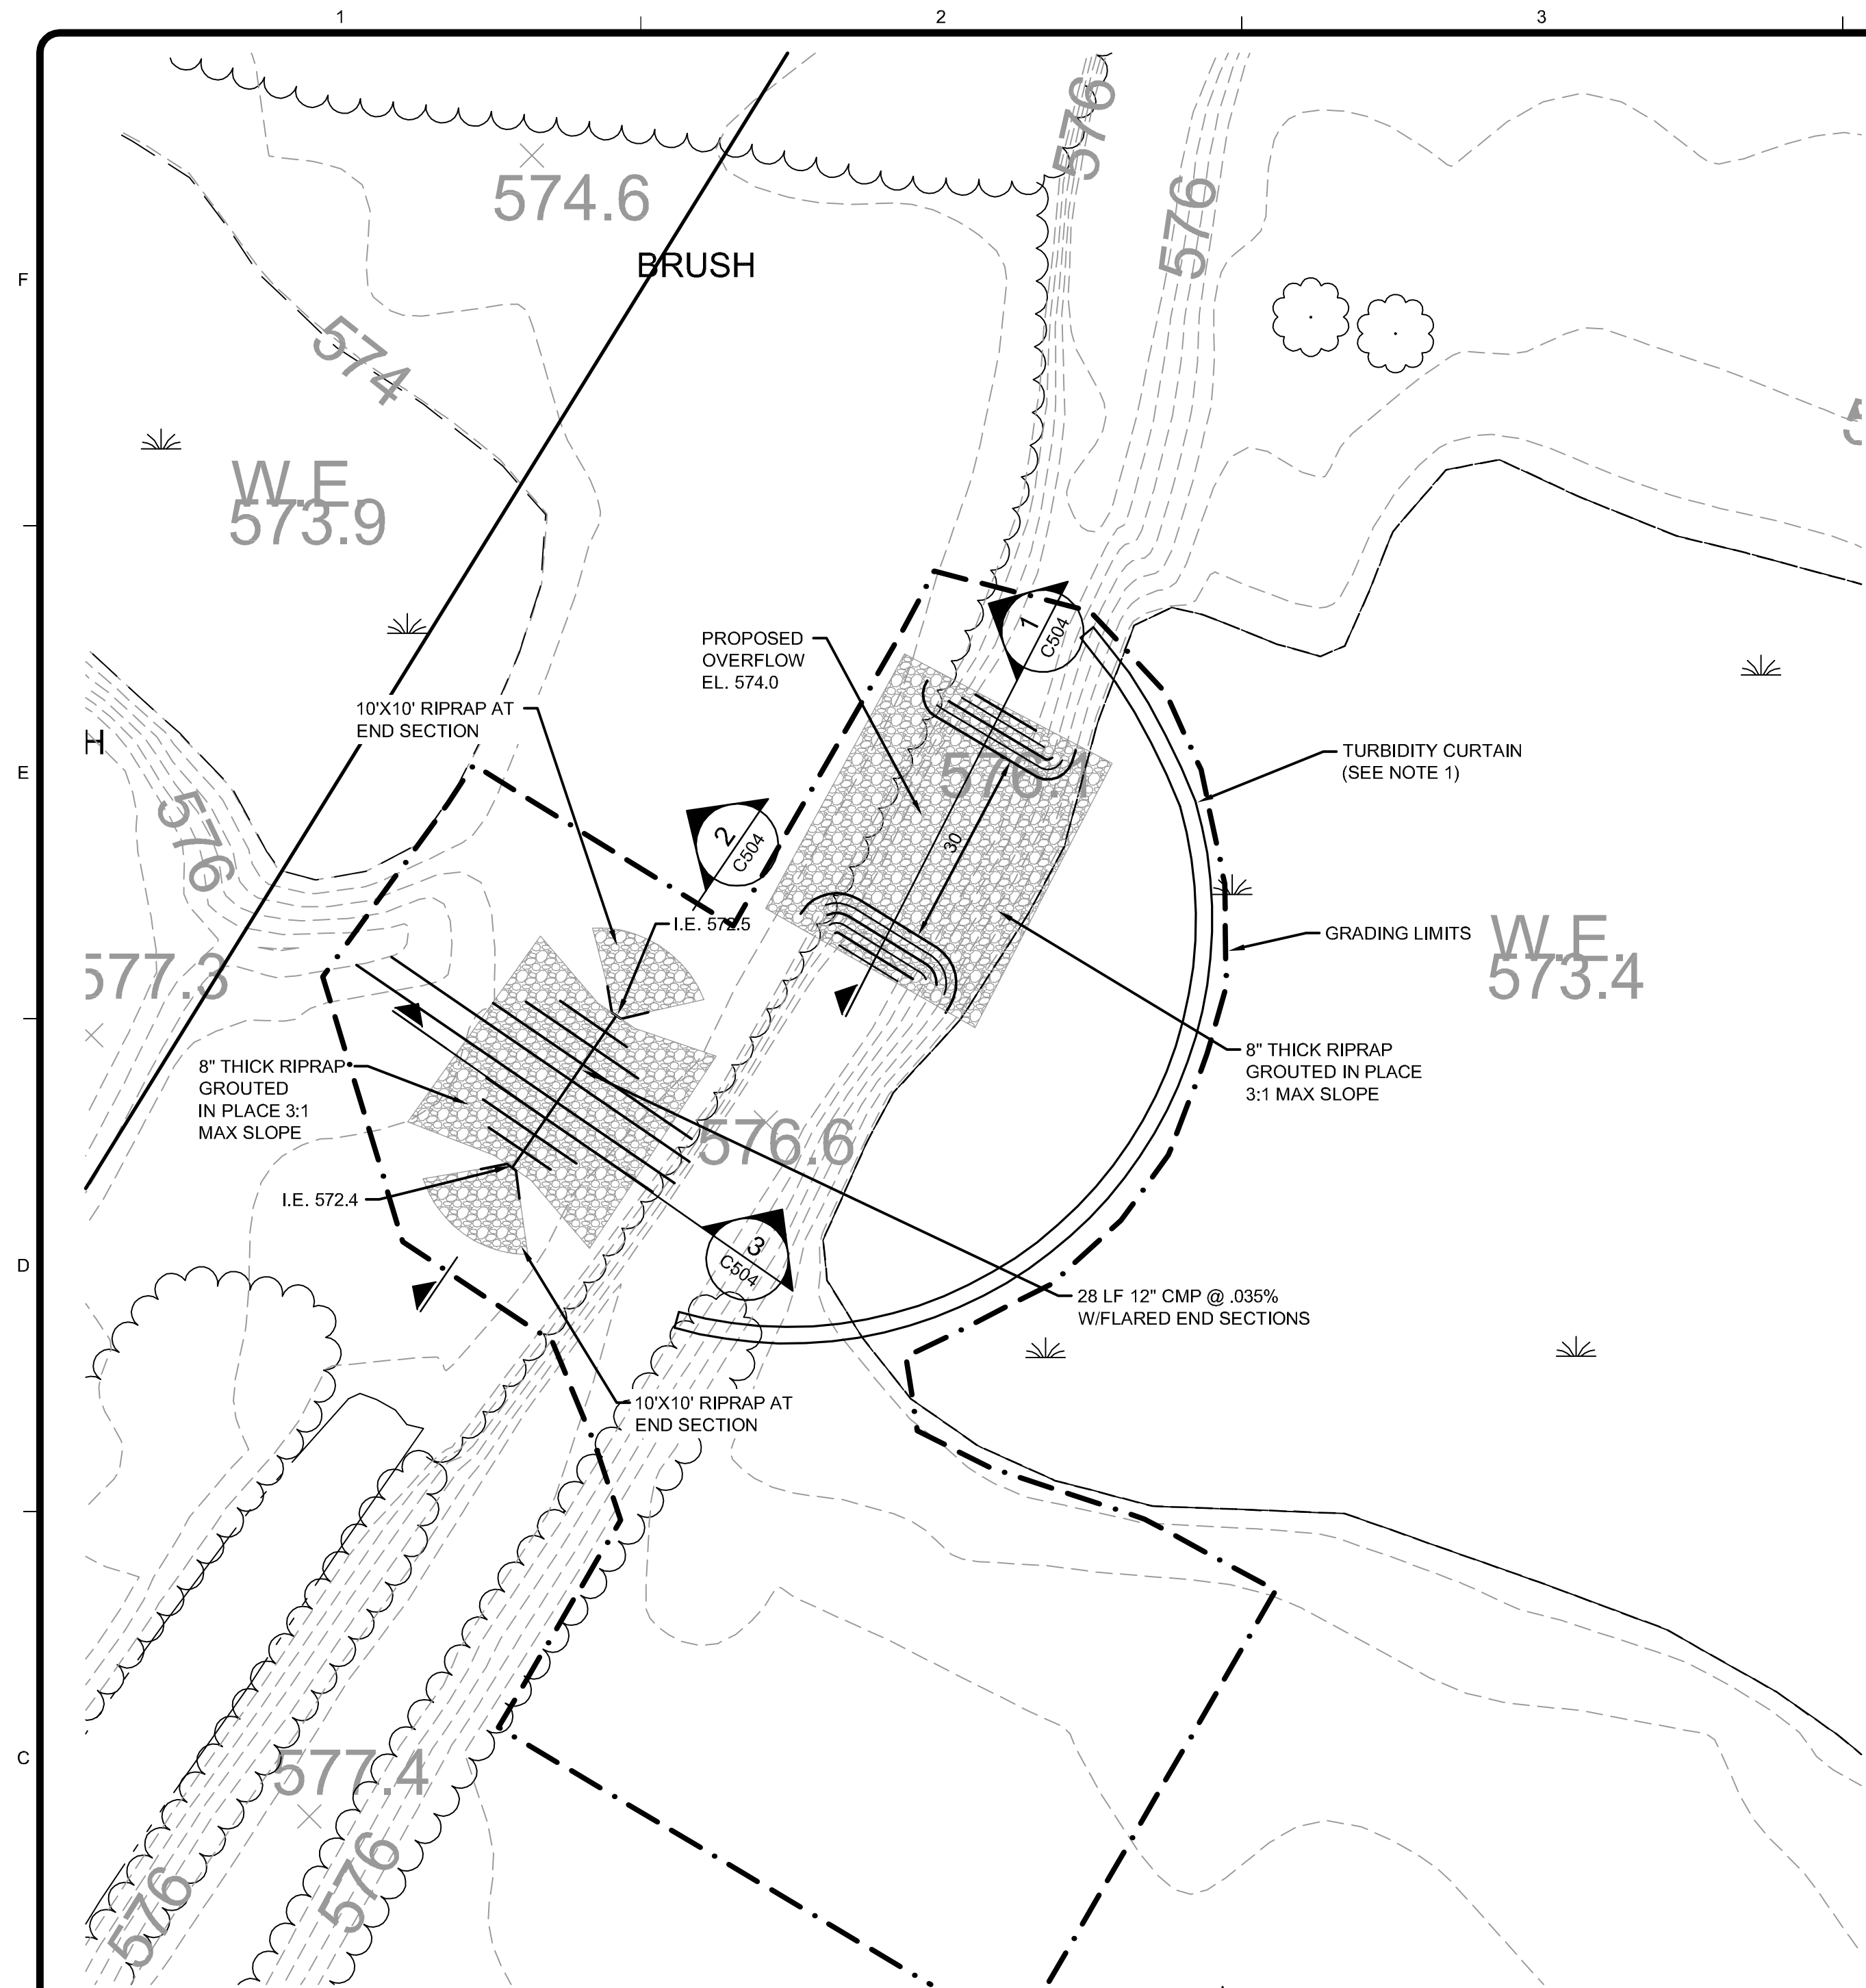 1
2
3
576
576
574.6
BRUSH
F
574
W.E.
573.9
1
C504
PROPOSED
OVERFLOW
EL. 574.0
10'X10' RIPRAP AT
END SECTION
H
E
576.1
TURBIDITY CURTAIN
(SEE NOTE 1)
576
2
C504
30
I.E. 572.5
GRADING LIMITS
W.E.
573.4
577.3
8" THICK RIPRAP
GROUTED
IN PLACE 3:1
MAX SLOPE
8" THICK RIPRAP
GROUTED IN PLACE
3:1 MAX SLOPE
576.6
I.E. 572.4
3
C504
D
28 LF 12" CMP @ .035%
W/FLARED END SECTIONS
10'X10' RIPRAP AT
END SECTION
C
577.4
576
576